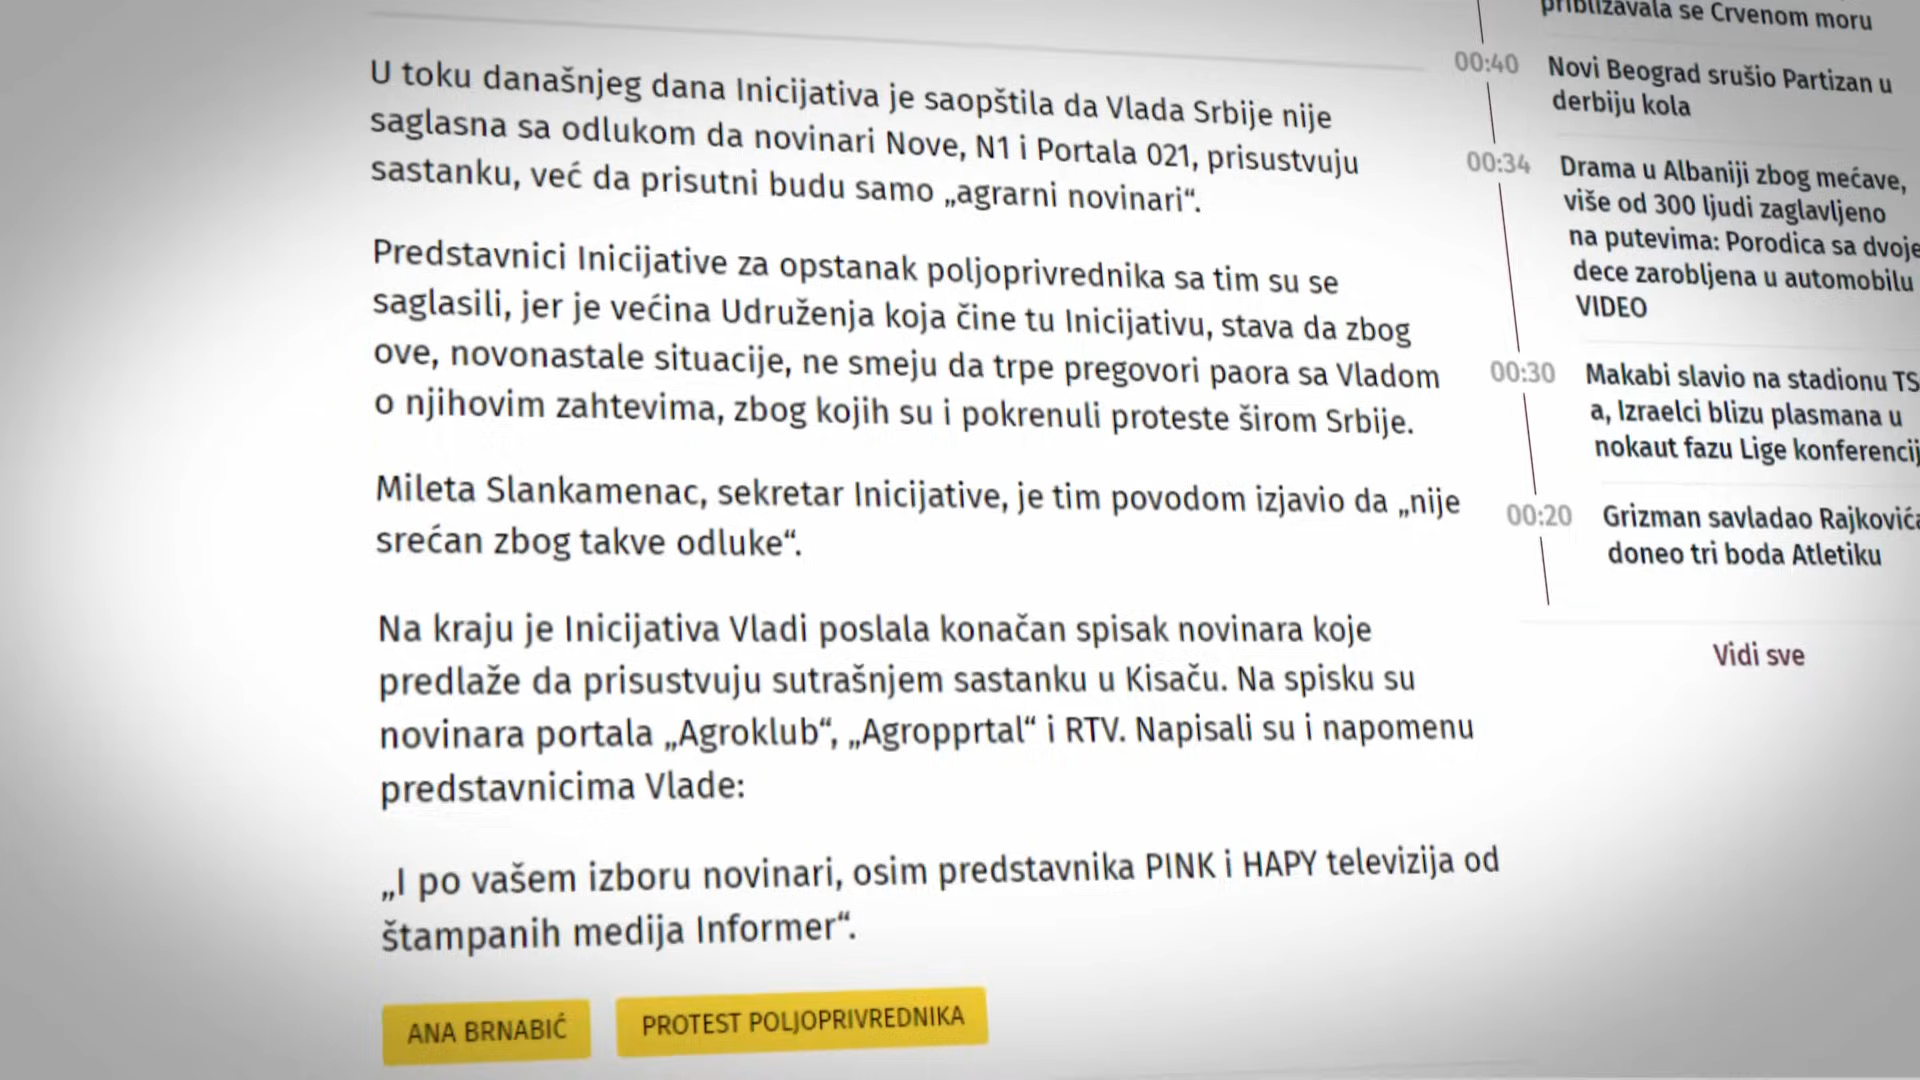 U toku današnjeg dana Inicijativa je saopštila da Vlada Srbije nije
saglasna sa odlukom da novinari Nove, N1 i Portala 021, prisustvuju
sastanku, već da prisutni budu samo „agrarni novinari“.
Predstavnici Inicijative za opstanak poljoprivrednika sa tim su se
saglasili, jer je većina Udruženja koja čine tu Inicijativu, stava da zbog
ove, novonastale situacije, ne smeju da trpe pregovori paora sa Vladom
o njihovim zahtevima, zbog kojih su i pokrenuli proteste širom Srbije.
Mileta Slankamenac, sekretar Inicijative, je tim povodom izjavio da „nije
srećan zbog takve odluke“.
Na kraju je Inicijativa Vladi poslala konačan spisak novinara koje
predlaže da prisustvuju sutrašnjem sastanku u Kisaču. Na spisku su
novinara portala „Agroklub“, „Agropprtal“ i RTV. Napisali su i napomenu
predstavnicima Vlade:
„I po vašem izboru novinari, osim predstavnika PINK i HAPY televizija od
štampanih medija Informer“.
ANA BRNABIĆ
PROTEST POLJOPRIVREDNIKA
približavala se Crvenom moru
00:40
Novi Beograd srušio Partizan u
derbiju kola
00:34
Drama u Albaniji zbog mećave,
više od 300 ljudi zaglavljeno
na putevima: Porodica sa dvoje
dece zarobljena u automobilu
VIDEO
00:30
Makabi slavio na stadionu TS
a, Izraelci blizu plasmana u
nokaut fazu Lige konferencij
00:20
Grizman savladao Rajkovića
doneo tri boda Atletiku
Vidi sve